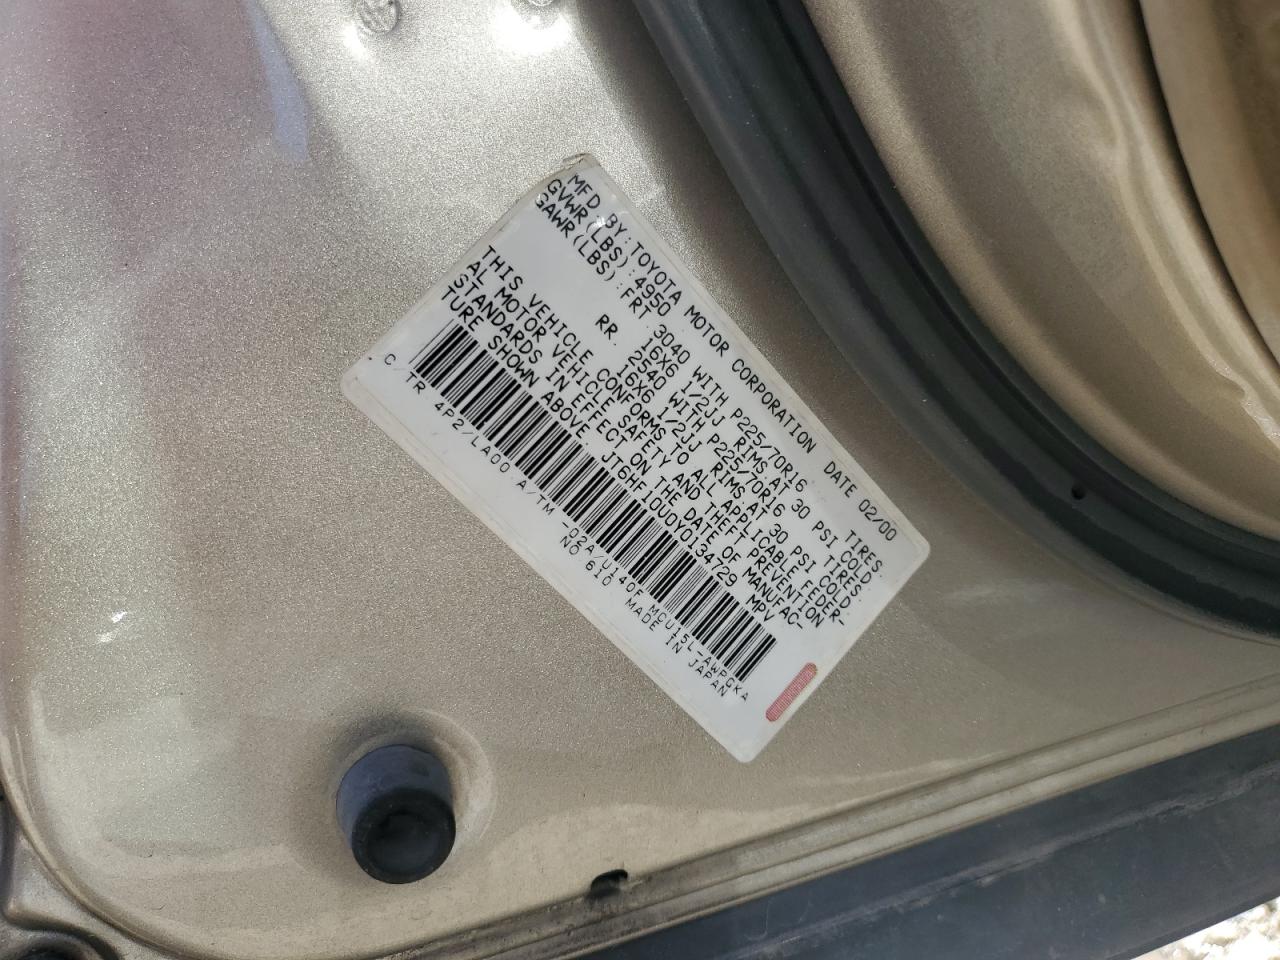 MFD BY: TOYOTA MOTOR CORPORATION DATE 02/00
GVWR(LBS):4950
GAWR(LBS):FRT 3040 WITH P225/70R16 TIRES.
16X6 1/2JJ RIMS AT 30 PSI COLD.
RR. 2540 WITH P225/70R16 TIRES.
16X6 1/2JJ RIMS AT 30 PSI COLD.
THIS VEHICLE CONFORMS TO ALL APPLICABLE FEDER-
AL MOTOR VEHICLE SAFETY AND THEFT PREVENTION
STANDARDS IN EFFECT ON THE DATE OF MANUFAC-
TURE SHOWN ABOVE. JT6HF10U0Y0134729 MPV
C/TR 4P2/LA00 A/TM -02A/U140F MCU15L-AWPGKA
NO 610 MADE IN JAPAN